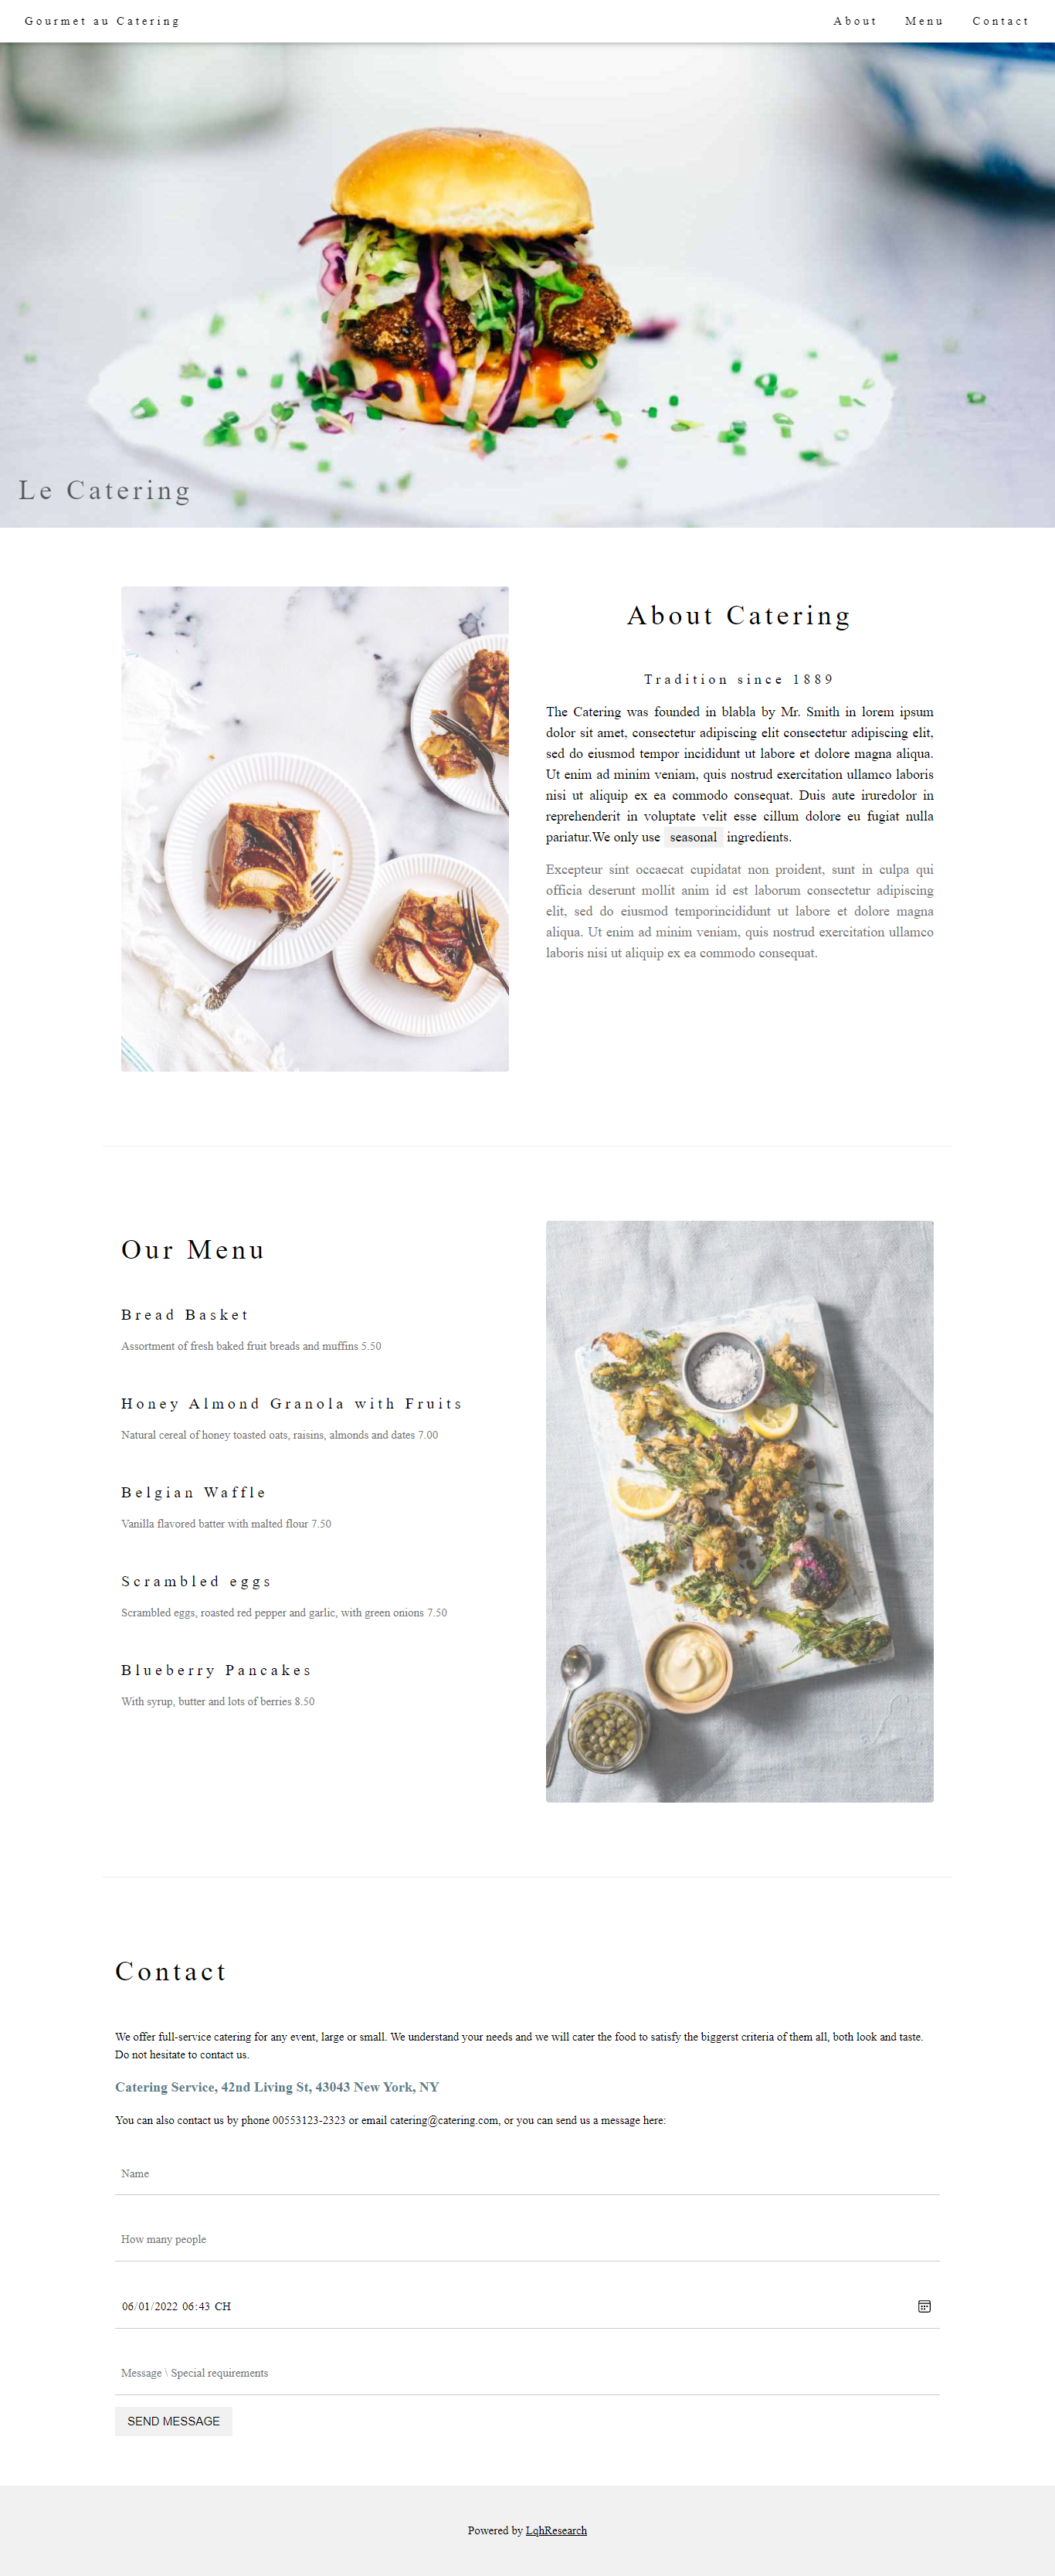 Gourmet au Catering About Menu Contact
Le Catering
About Catering
Tradition since 1889
The Catering was founded in blabla by Mr. Smith in lorem ipsum
dolor sit amet, consectetur adipiscing elit consectetur adipiscing elit,
sed do eiusmod tempor incididunt ut labore et dolore magna aliqua.
Ut enim ad minim veniam, quis nostrud exercitation ullamco laboris
nisi ut aliquip ex ea commodo consequat. Duis aute iruredolor in
reprehenderit in voluptate velit esse cillum dolore eu fugiat nulla
pariatur.We only use seasonal ingredients.
Excepteur sint occaecat cupidatat non proident, sunt in culpa qui
officia deserunt mollit anim id est laborum consectetur adipiscing
elit, sed do eiusmod temporincididunt ut labore et dolore magna
aliqua. Ut enim ad minim veniam, quis nostrud exercitation ullamco
laboris nisi ut aliquip ex ea commodo consequat.
Our Menu
Bread Basket
Assortment of fresh baked fruit breads and muffins 5.50
Honey Almond Granola with Fruits
Natural cereal of honey toasted oats, raisins, almonds and dates 7.00
Belgian Waffle
Vanilla flavored batter with malted flour 7.50
Scrambled eggs
Scrambled eggs, roasted red pepper and garlic, with green onions 7.50
Blueberry Pancakes
With syrup, butter and lots of berries 8.50
Contact
We offer full-service catering for any event, large or small. We understand your needs and we will cater the food to satisfy the biggerst criteria of them all, both look and taste.
Do not hesitate to contact us.
Catering Service, 42nd Living St, 43043 New York, NY
You can also contact us by phone 00553123-2323 or email catering@catering.com, or you can send us a message here:
Name
How many people
06/01/2022 06:43 CH
Message \ Special requirements
SEND MESSAGE
Powered by LqhResearch